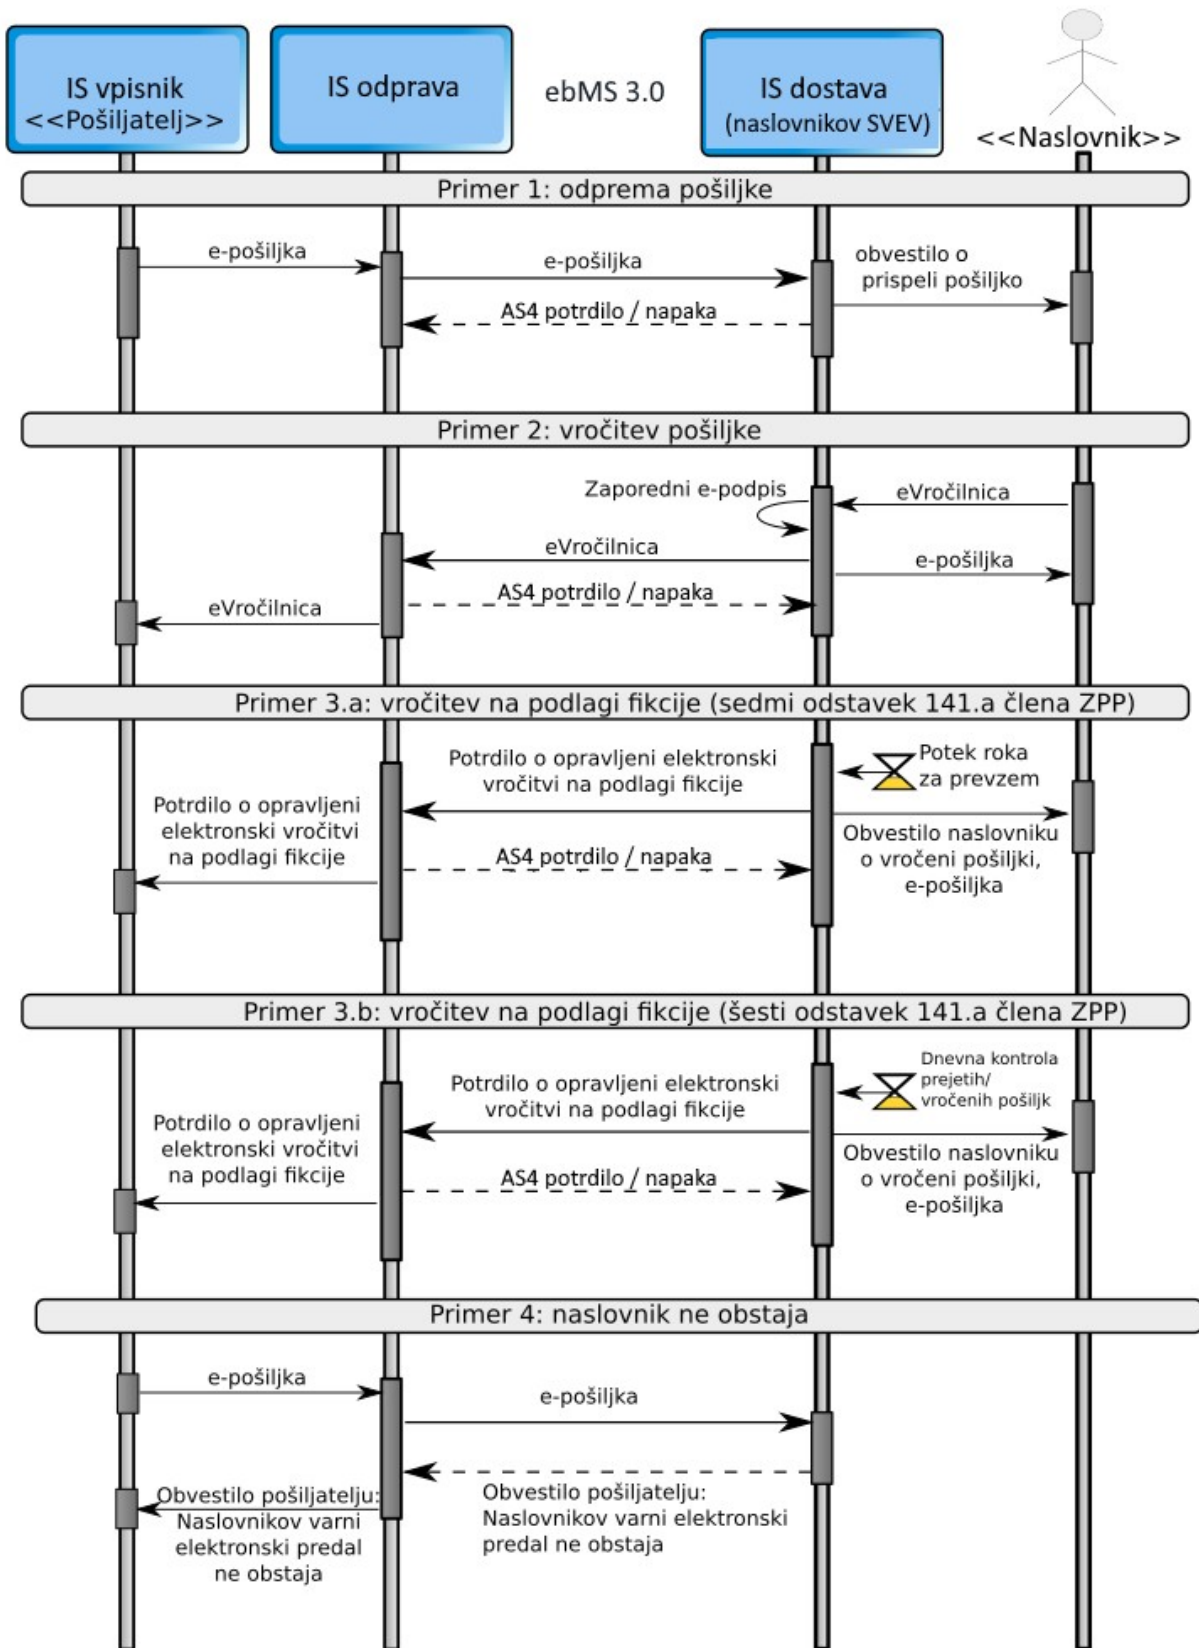 IS vpisnik
<<Pošiljatelj>>
IS odprava
ebMS 3.0
IS dostava
(naslovnikov SVEV)
<<Naslovnik>>
Primer 1: odprema pošiljke
e-pošiljka
e-pošiljka
obvestilo o
prispeli pošiljko
AS4 potrdilo / napaka
Primer 2: vročitev pošiljke
Zaporedni e-podpis
eVročilnica
eVročilnica
e-pošiljka
AS4 potrdilo / napaka
eVročilnica
Primer 3.a: vročitev na podlagi fikcije (sedmi odstavek 141.a člena ZPP)
Potrdilo o opravljeni elektronski
vročitvi na podlagi fikcije
Potek roka
za prevzem
Potrdilo o opravljeni
elektronski vročitvi
na podlagi fikcije
AS4 potrdilo / napaka
Obvestilo naslovniku
o vročeni pošiljki,
e-pošiljka
Primer 3.b: vročitev na podlagi fikcije (šesti odstavek 141.a člena ZPP)
Potrdilo o opravljeni elektronski
vročitvi na podlagi fikcije
Dnevna kontrola
prejetih/
vročenih pošiljk
Potrdilo o opravljeni
elektronski vročitvi
na podlagi fikcije
AS4 potrdilo / napaka
Obvestilo naslovniku
o vročeni pošiljki,
e-pošiljka
Primer 4: naslovnik ne obstaja
e-pošiljka
e-pošiljka
Obvestilo pošiljatelju:
Naslovnikov varni
elektronski predal
ne obstaja
Obvestilo pošiljatelju:
Naslovnikov varni elektronski
predal ne obstaja